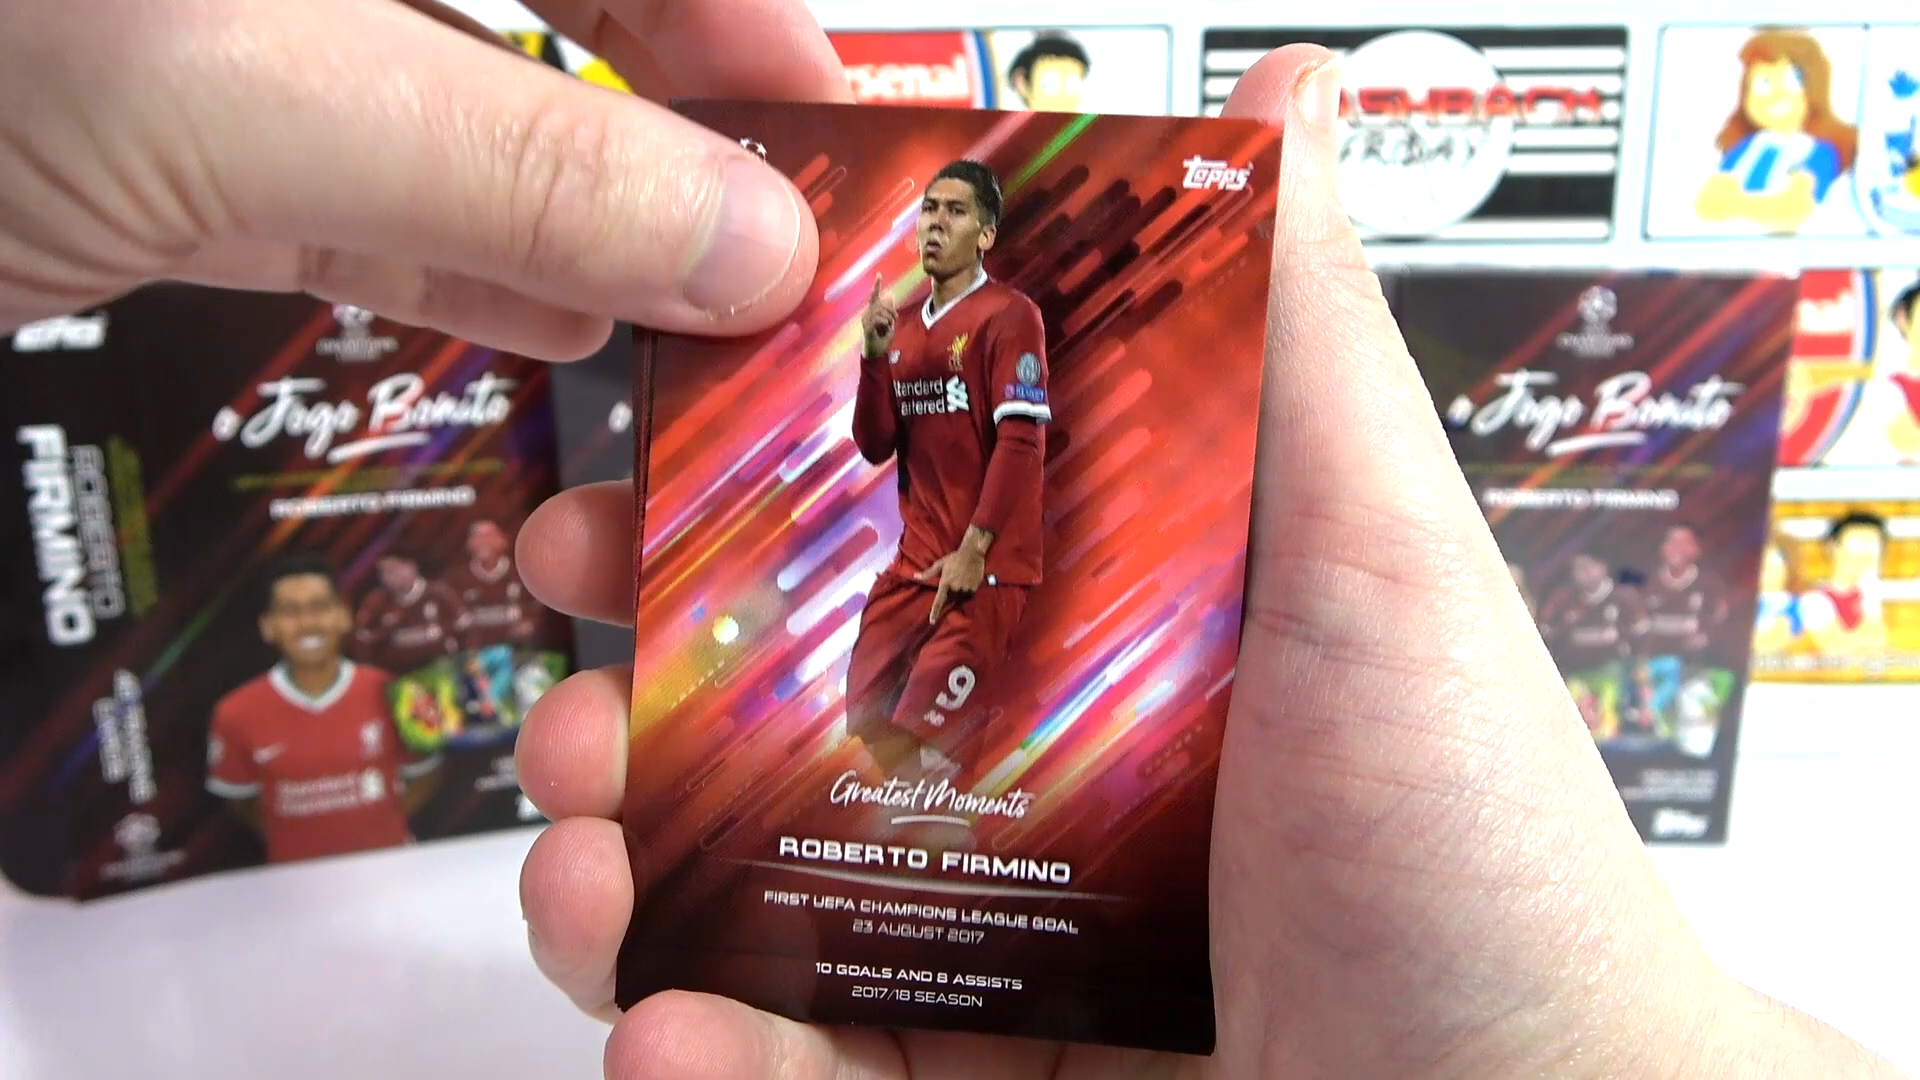 Arsenal
FLASHBACK
FRIDAY
Topps
o Jogo Bonito
ROBERTO FIRMINO
ROBERTO
FIRMINO
o Jogo Bonito
ROBERTO FIRMINO
Standard
Chartered
9
Greatest Moments
ROBERTO FIRMINO
FIRST UEFA CHAMPIONS LEAGUE GOAL
23 AUGUST 2017
10 GOALS AND 8 ASSISTS
2017/18 SEASON